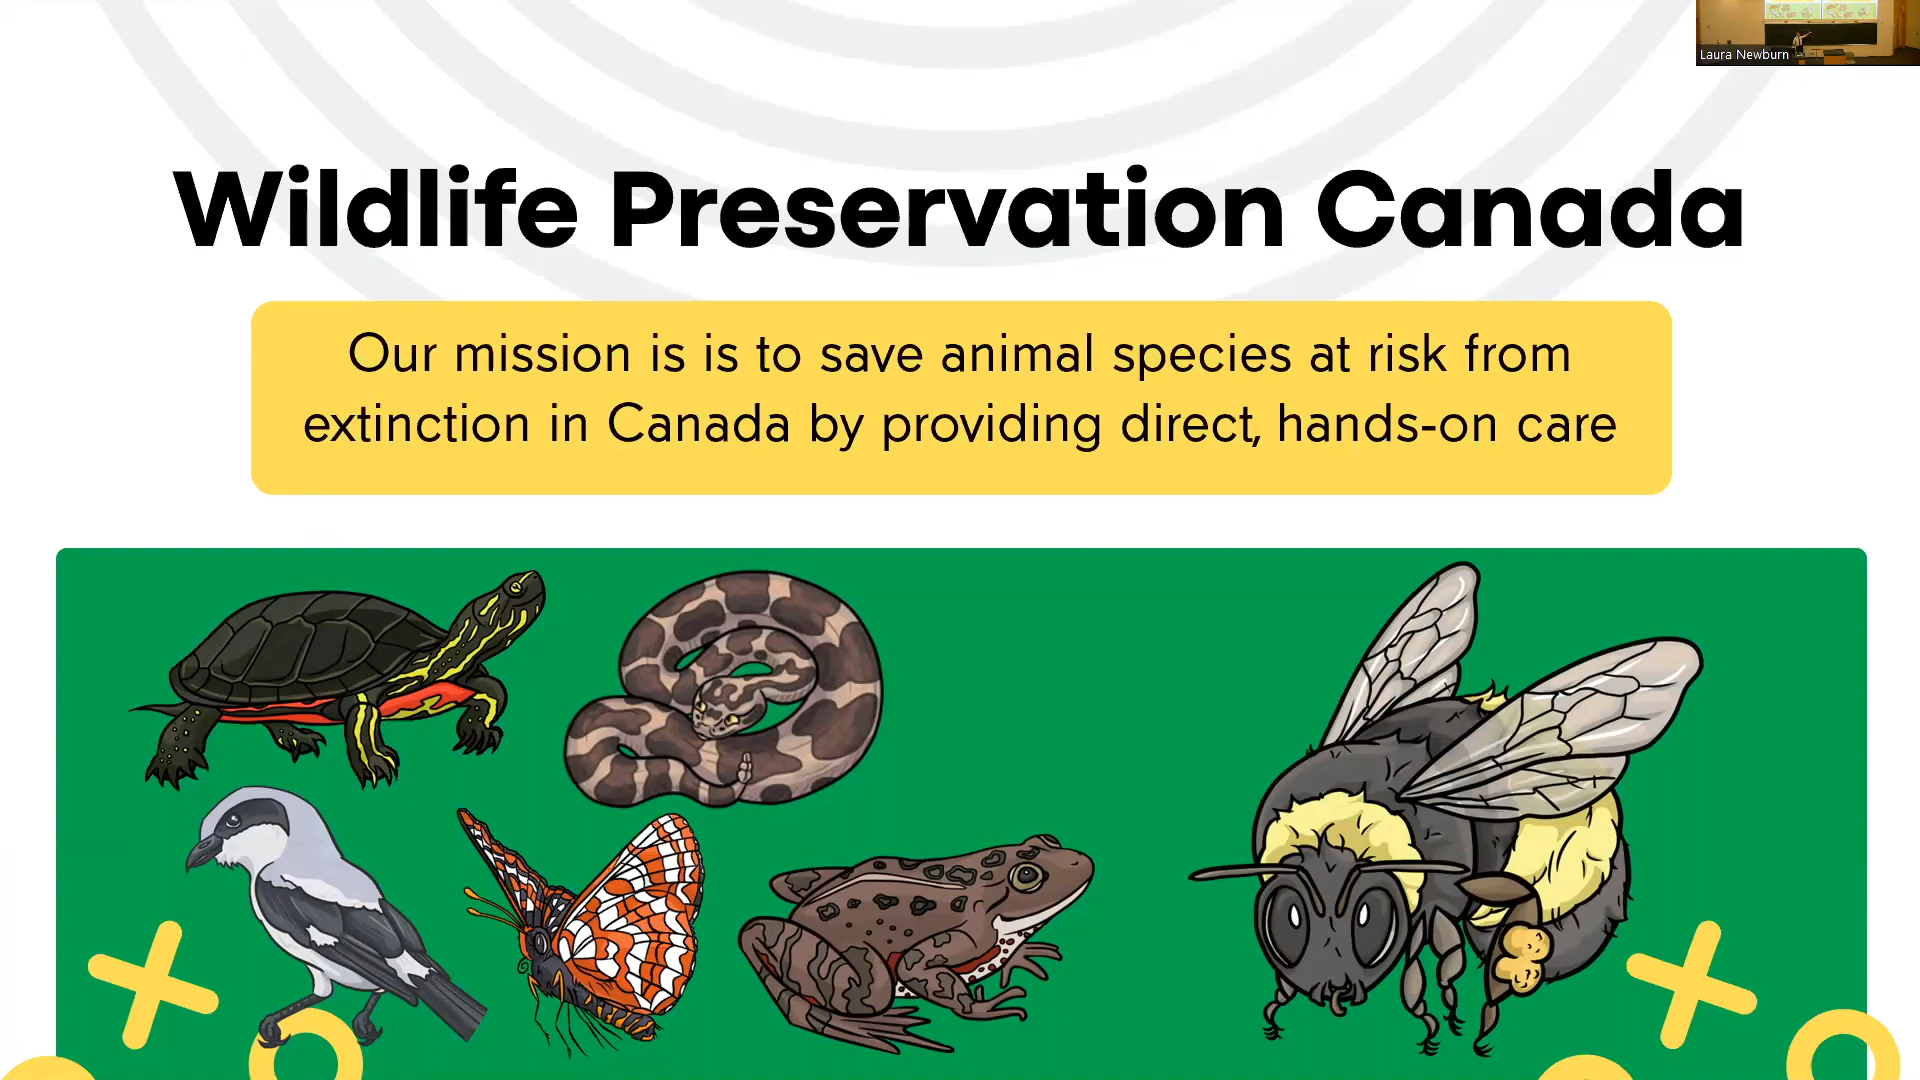 Laura Newburn
Wildlife Preservation Canada
Our mission is is to save animal species at risk from
extinction in Canada by providing direct, hands-on care